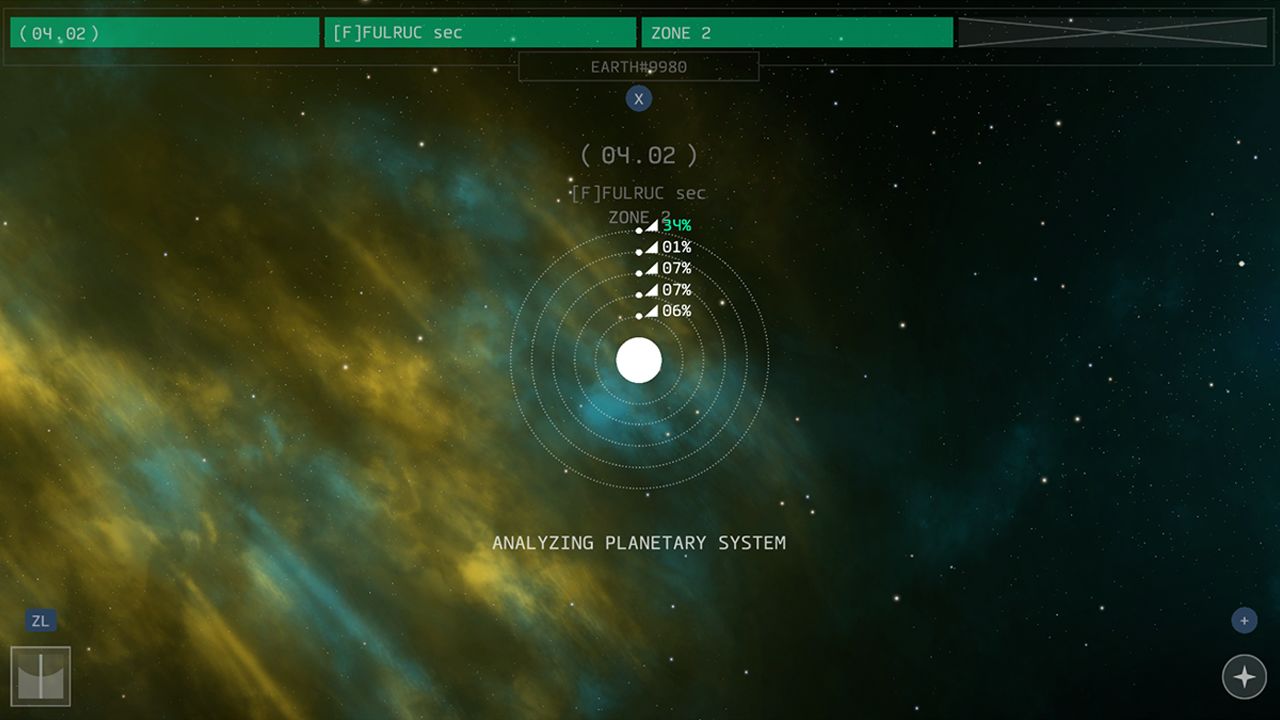 (04.02)
[F]FULRUC sec
ZONE 2
EARTH#9980
X
(04.02)
[F]FULRUC sec
ZONE 2
34%
01%
07%
07%
06%
ANALYZING PLANETARY SYSTEM
ZL
+